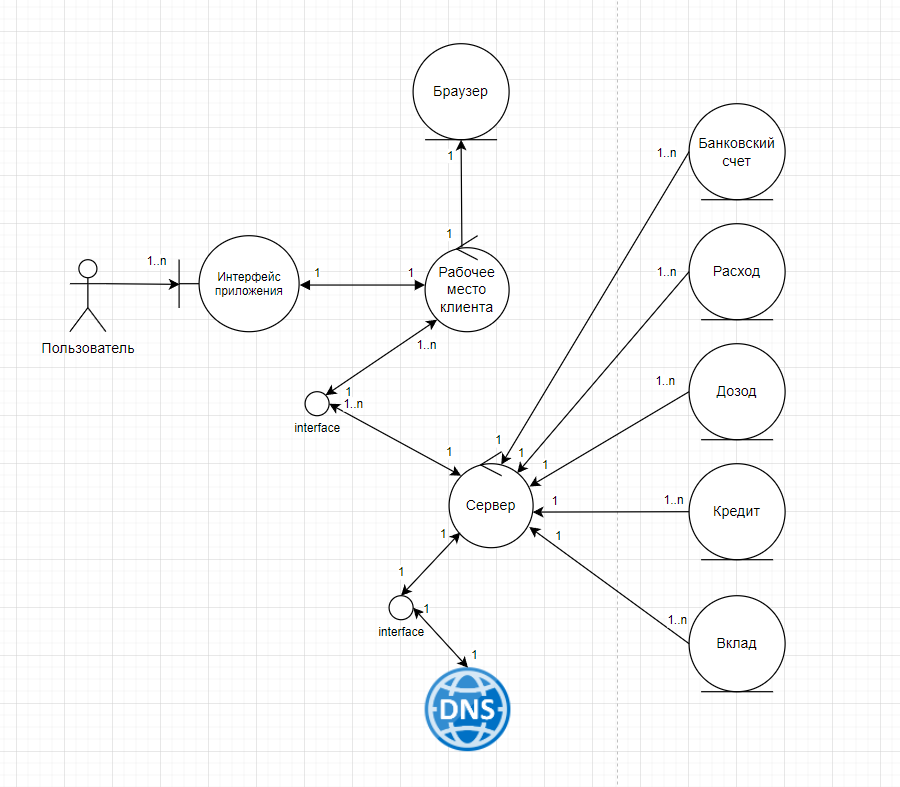 Браузер
1
1
Банковский
счет
1..n
Расход
1..n
Дозод
1..n
Кредит
1..n
Вклад
1..n
Пользователь
1..n
Интерфейс
приложения
1
1
Рабочее
место
клиента
1..n
1
1..n
interface
1
1
1
1
1
1
Сервер
1
1
interface
1
1
DNS